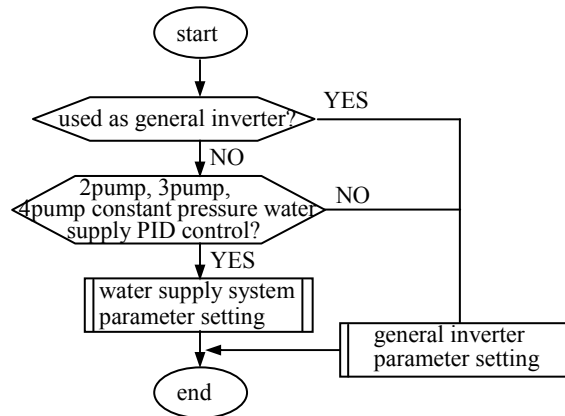 start
used as general inverter?
YES
NO
2pump, 3pump,
4pump constant pressure water
supply PID control?
NO
YES
water supply system
parameter setting
general inverter
parameter setting
end